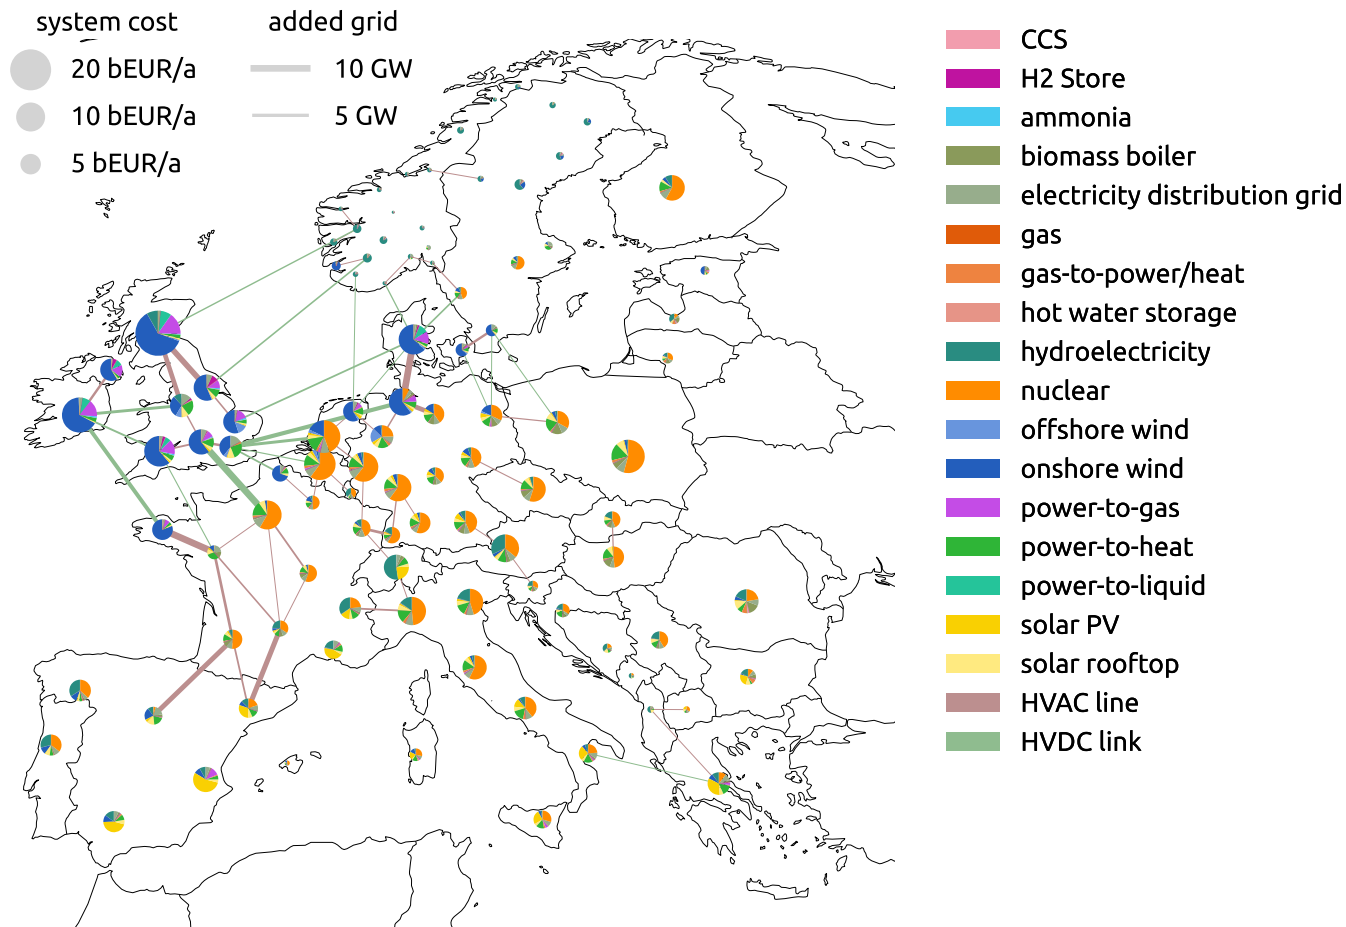 system cost
20 bEUR/a
10 bEUR/a
5 bEUR/a
added grid
10 GW
5 GW
CCS
H2 Store
ammonia
biomass boiler
electricity distribution grid
gas
gas-to-power/heat
hot water storage
hydroelectricity
nuclear
offshore wind
onshore wind
power-to-gas
power-to-heat
power-to-liquid
solar PV
solar rooftop
HVAC line
HVDC link